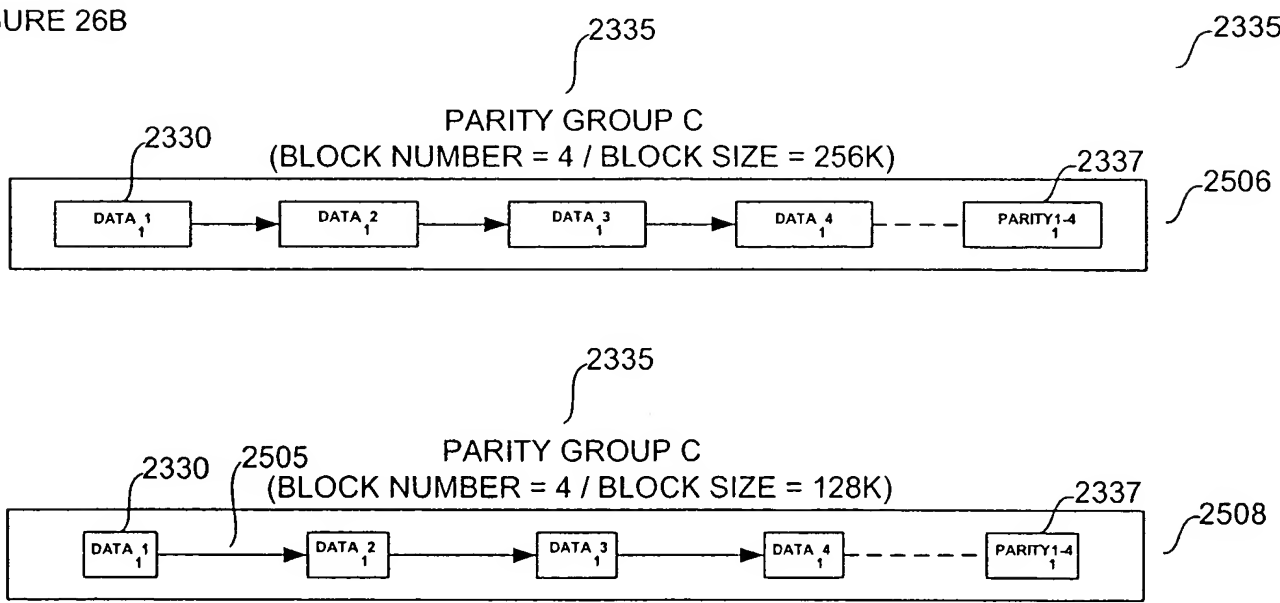 URE 26B
2335
2335
PARITY GROUP C
2330
(BLOCK NUMBER = 4 / BLOCK SIZE = 256K)
2337
2506
DATA 1 1
DATA 2 1
DATA 3 1
DATA 4 1
PARITY1-4 1
2335
PARITY GROUP C
2330
2505
(BLOCK NUMBER = 4 / BLOCK SIZE = 128K)
2337
2508
DATA 1 1
DATA 2 1
DATA 3 1
DATA 4 1
PARITY1-4 1